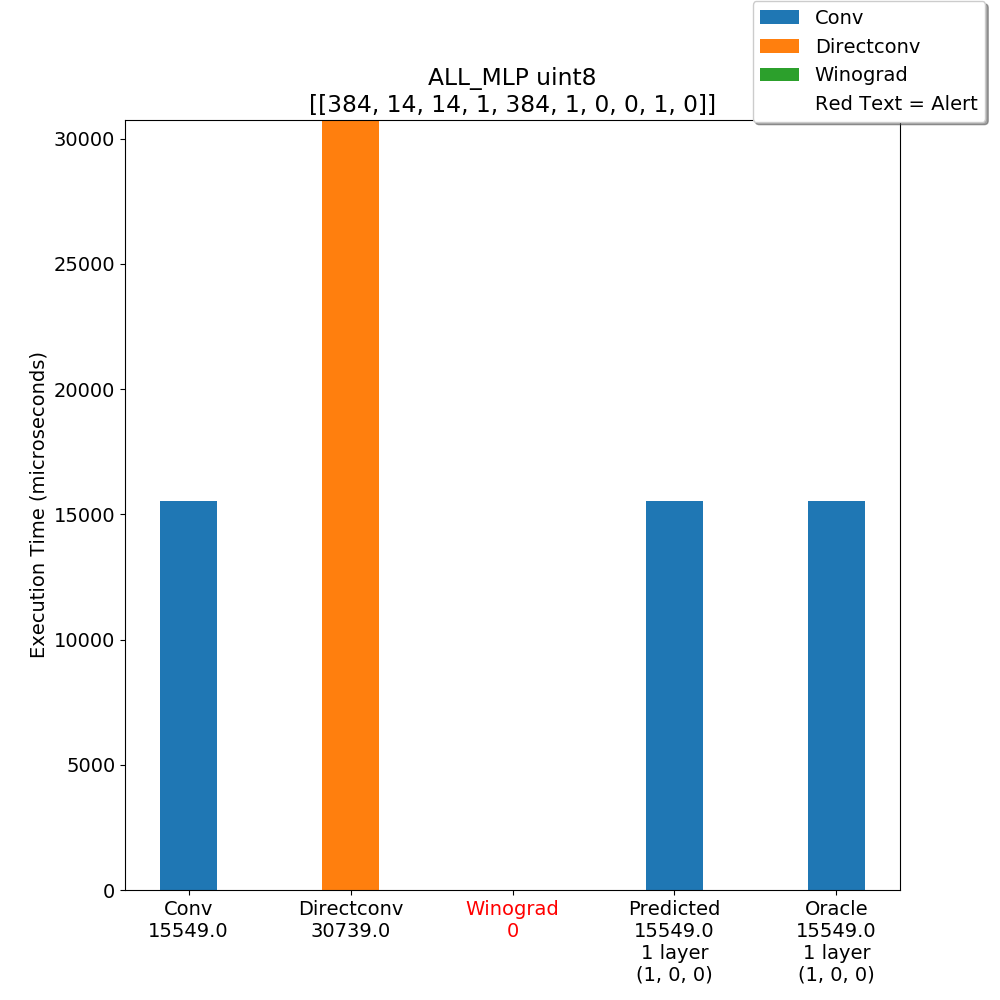 Conv
Directconv
Winograd
Red Text = Alert
ALL_MLP uint8
[[384, 14, 14, 1, 384, 1, 0, 0, 1, 0]]
Execution Time (microseconds)
30000
25000
20000
15000
10000
5000
0
Conv
15549.0
Directconv
30739.0
Winograd
0
Predicted
15549.0
1 layer
(1, 0, 0)
Oracle
15549.0
1 layer
(1, 0, 0)